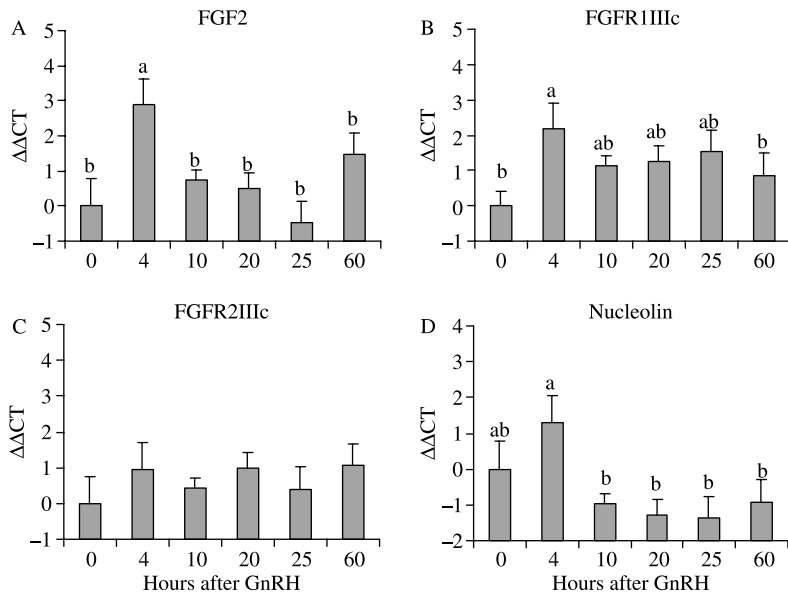 A
FGF2
ΔΔCT
5
4
3
2
1
0
−1
b
a
b
b
b
b
0 4 10 20 25 60
B
FGFR1IIIc
ΔΔCT
5
4
3
2
1
0
−1
b
a
ab
ab
ab
b
0 4 10 20 25 60
C
FGFR2IIIc
ΔΔCT
5
4
3
2
1
0
−1
0 4 10 20 25 60
Hours after GnRH
D
Nucleolin
ΔΔCT
4
3
2
1
0
−1
−2
ab
a
b
b
b
b
0 4 10 20 25 60
Hours after GnRH